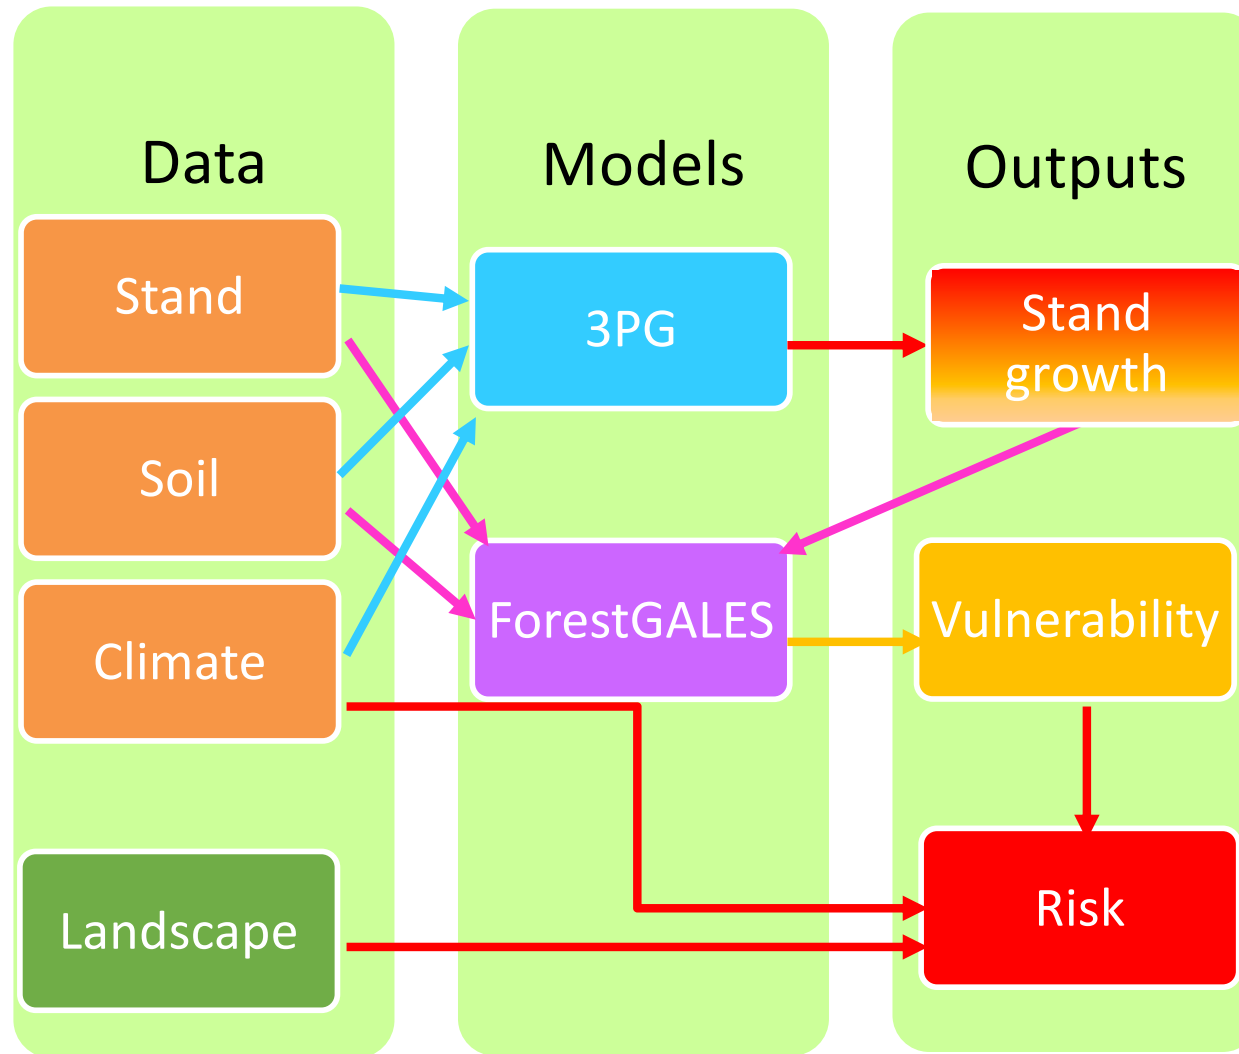 Data
Stand
Soil
Climate
Landscape
Models
3PG
ForestGALES
Outputs
Stand
growth
Vulnerability
Risk